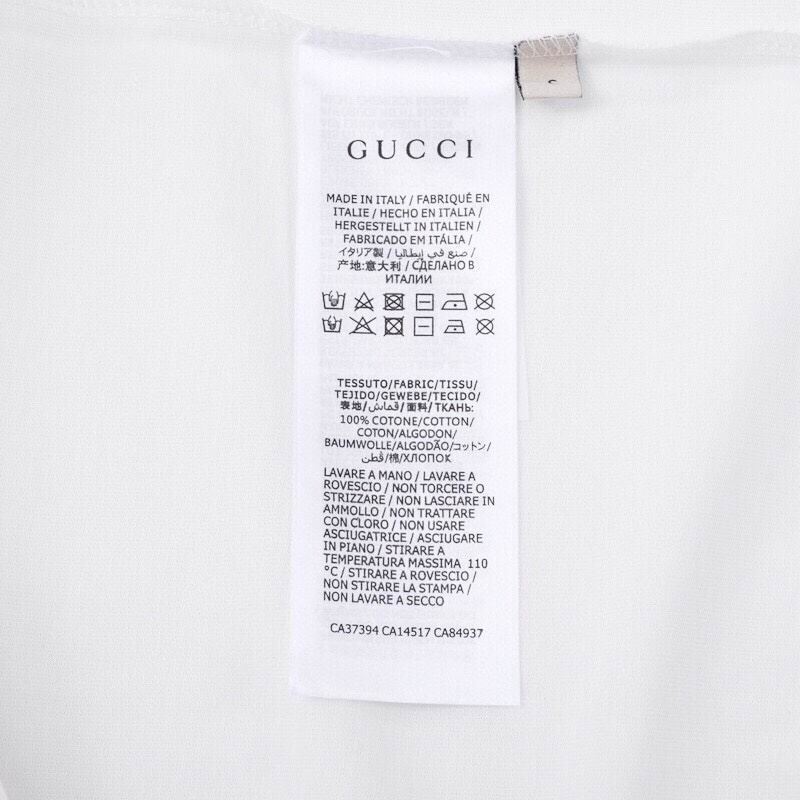 GUCCI
MADE IN ITALY / FABRIQUÉ EN
ITALIE / HECHO EN ITALIA /
HERGESTELLT IN ITALIEN /
FABRICADO EM ITÁLIA /
イタリア製 / صنع في إيطاليا /
产地:意大利 / СДЕЛАНО В
ИТАЛИИ
TESSUTO/FABRIC/TISSU/
TEJIDO/GEWEBE/TECIDO/
表地/قماش/面料/ТКАНЬ:
100% COTONE/COTTON/
COTON/ALGODON/
BAUMWOLLE/ALGODÃO/コットン/
قطن/棉/ХЛОПОК
LAVARE A MANO / LAVARE A
ROVESCIO / NON TORCERE O
STRIZZARE / NON LASCIARE IN
AMMOLLO / NON TRATTARE
CON CLORO / NON USARE
ASCIUGATRICE / ASCIUGARE
IN PIANO / STIRARE A
TEMPERATURA MASSIMA 110
°C / STIRARE A ROVESCIO /
NON STIRARE LA STAMPA /
NON LAVARE A SECCO
CA37394 CA14517 CA84937